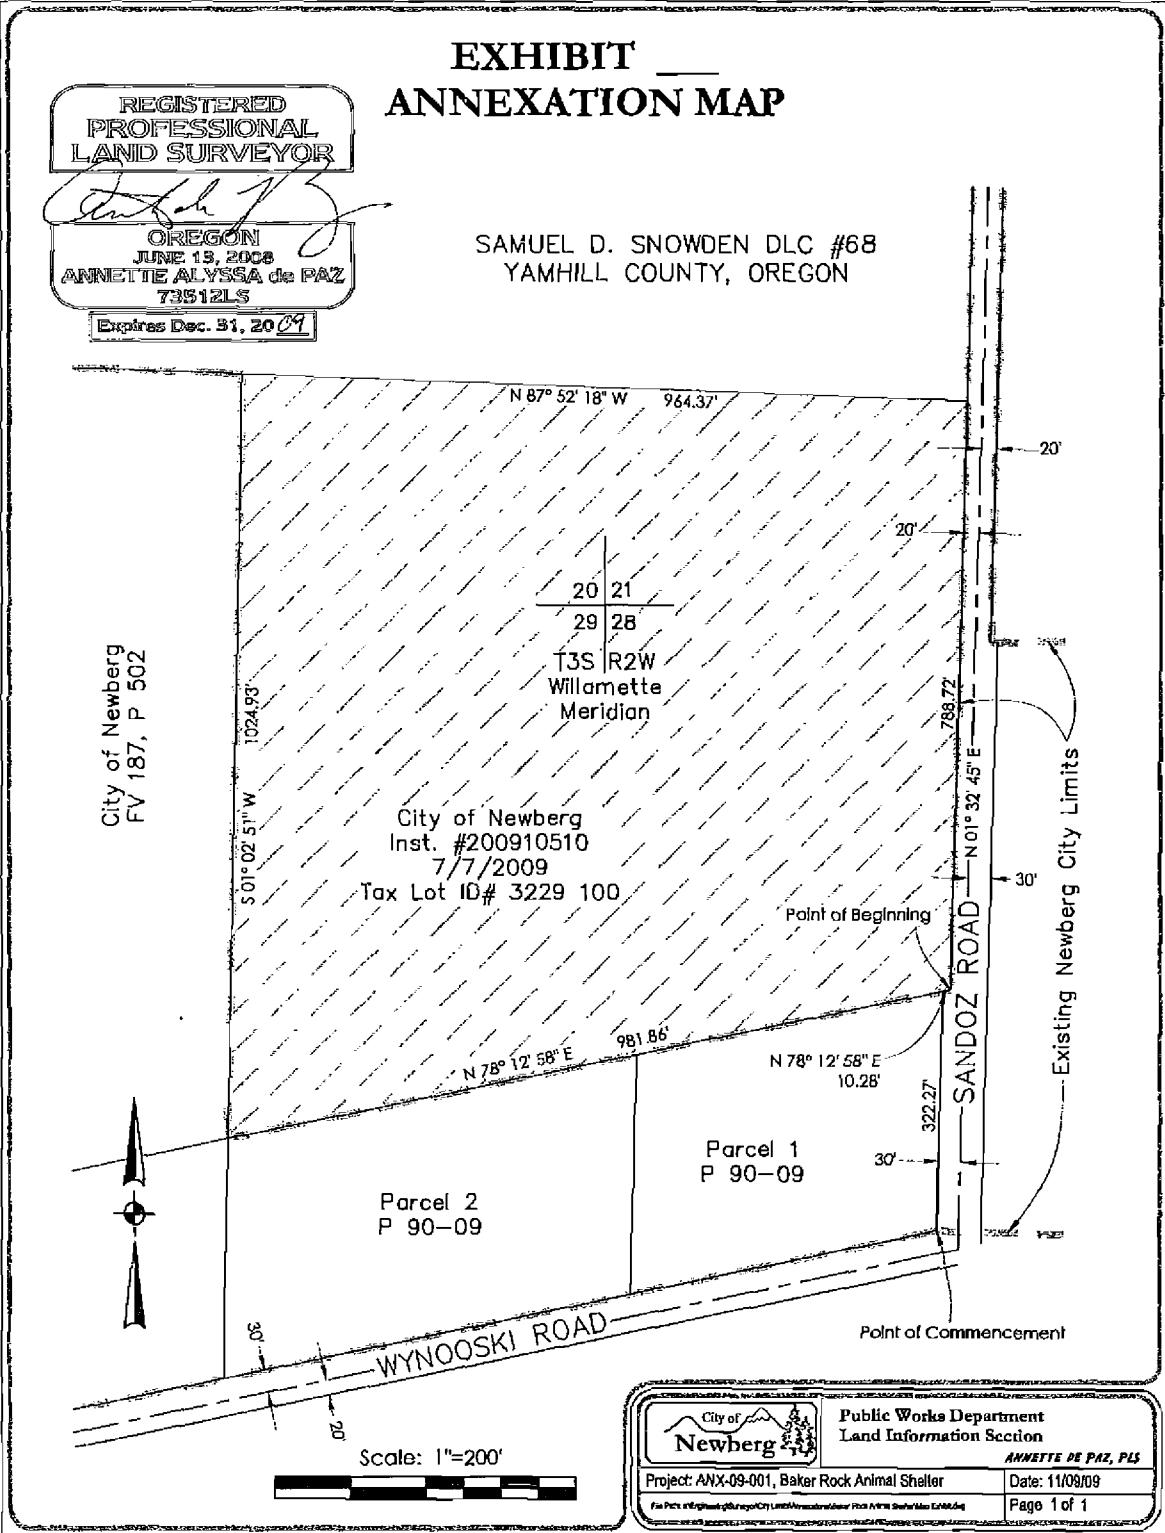 EXHIBIT ___
ANNEXATION MAP
REGISTERED
PROFESSIONAL
LAND SURVEYOR
OREGON
JUNE 13, 2008
ANNETTE ALYSSA de PAZ
73512LS
Expires Dec. 31, 2009
SAMUEL D. SNOWDEN DLC #68
YAMHILL COUNTY, OREGON
N 87° 52' 18" W 964.37'
20'
20'
20 21
29 28
T3S R2W
Willamette
Meridian
City of Newberg
FV 187, P 502
S 01° 02' 51" W 1024.93'
788.72'
N 01° 32' 45" E
Existing Newberg City Limits
City of Newberg
Inst. #200910510
7/7/2009
Tax Lot ID# 3229 100
30'
Point of Beginning
SANDOZ ROAD
N 78° 12' 58" E 981.86'
N 78° 12' 58" E
10.28'
322.27'
30'
Parcel 1
P 90-09
Parcel 2
P 90-09
Point of Commencement
WYNOOSKI ROAD
30'
20'
Scale: 1"=200'
City of
Newberg
Public Works Department
Land Information Section
ANNETTE DE PAZ, PLS
Project: ANX-09-001, Baker Rock Animal Shelter
Date: 11/09/09
Page 1 of 1